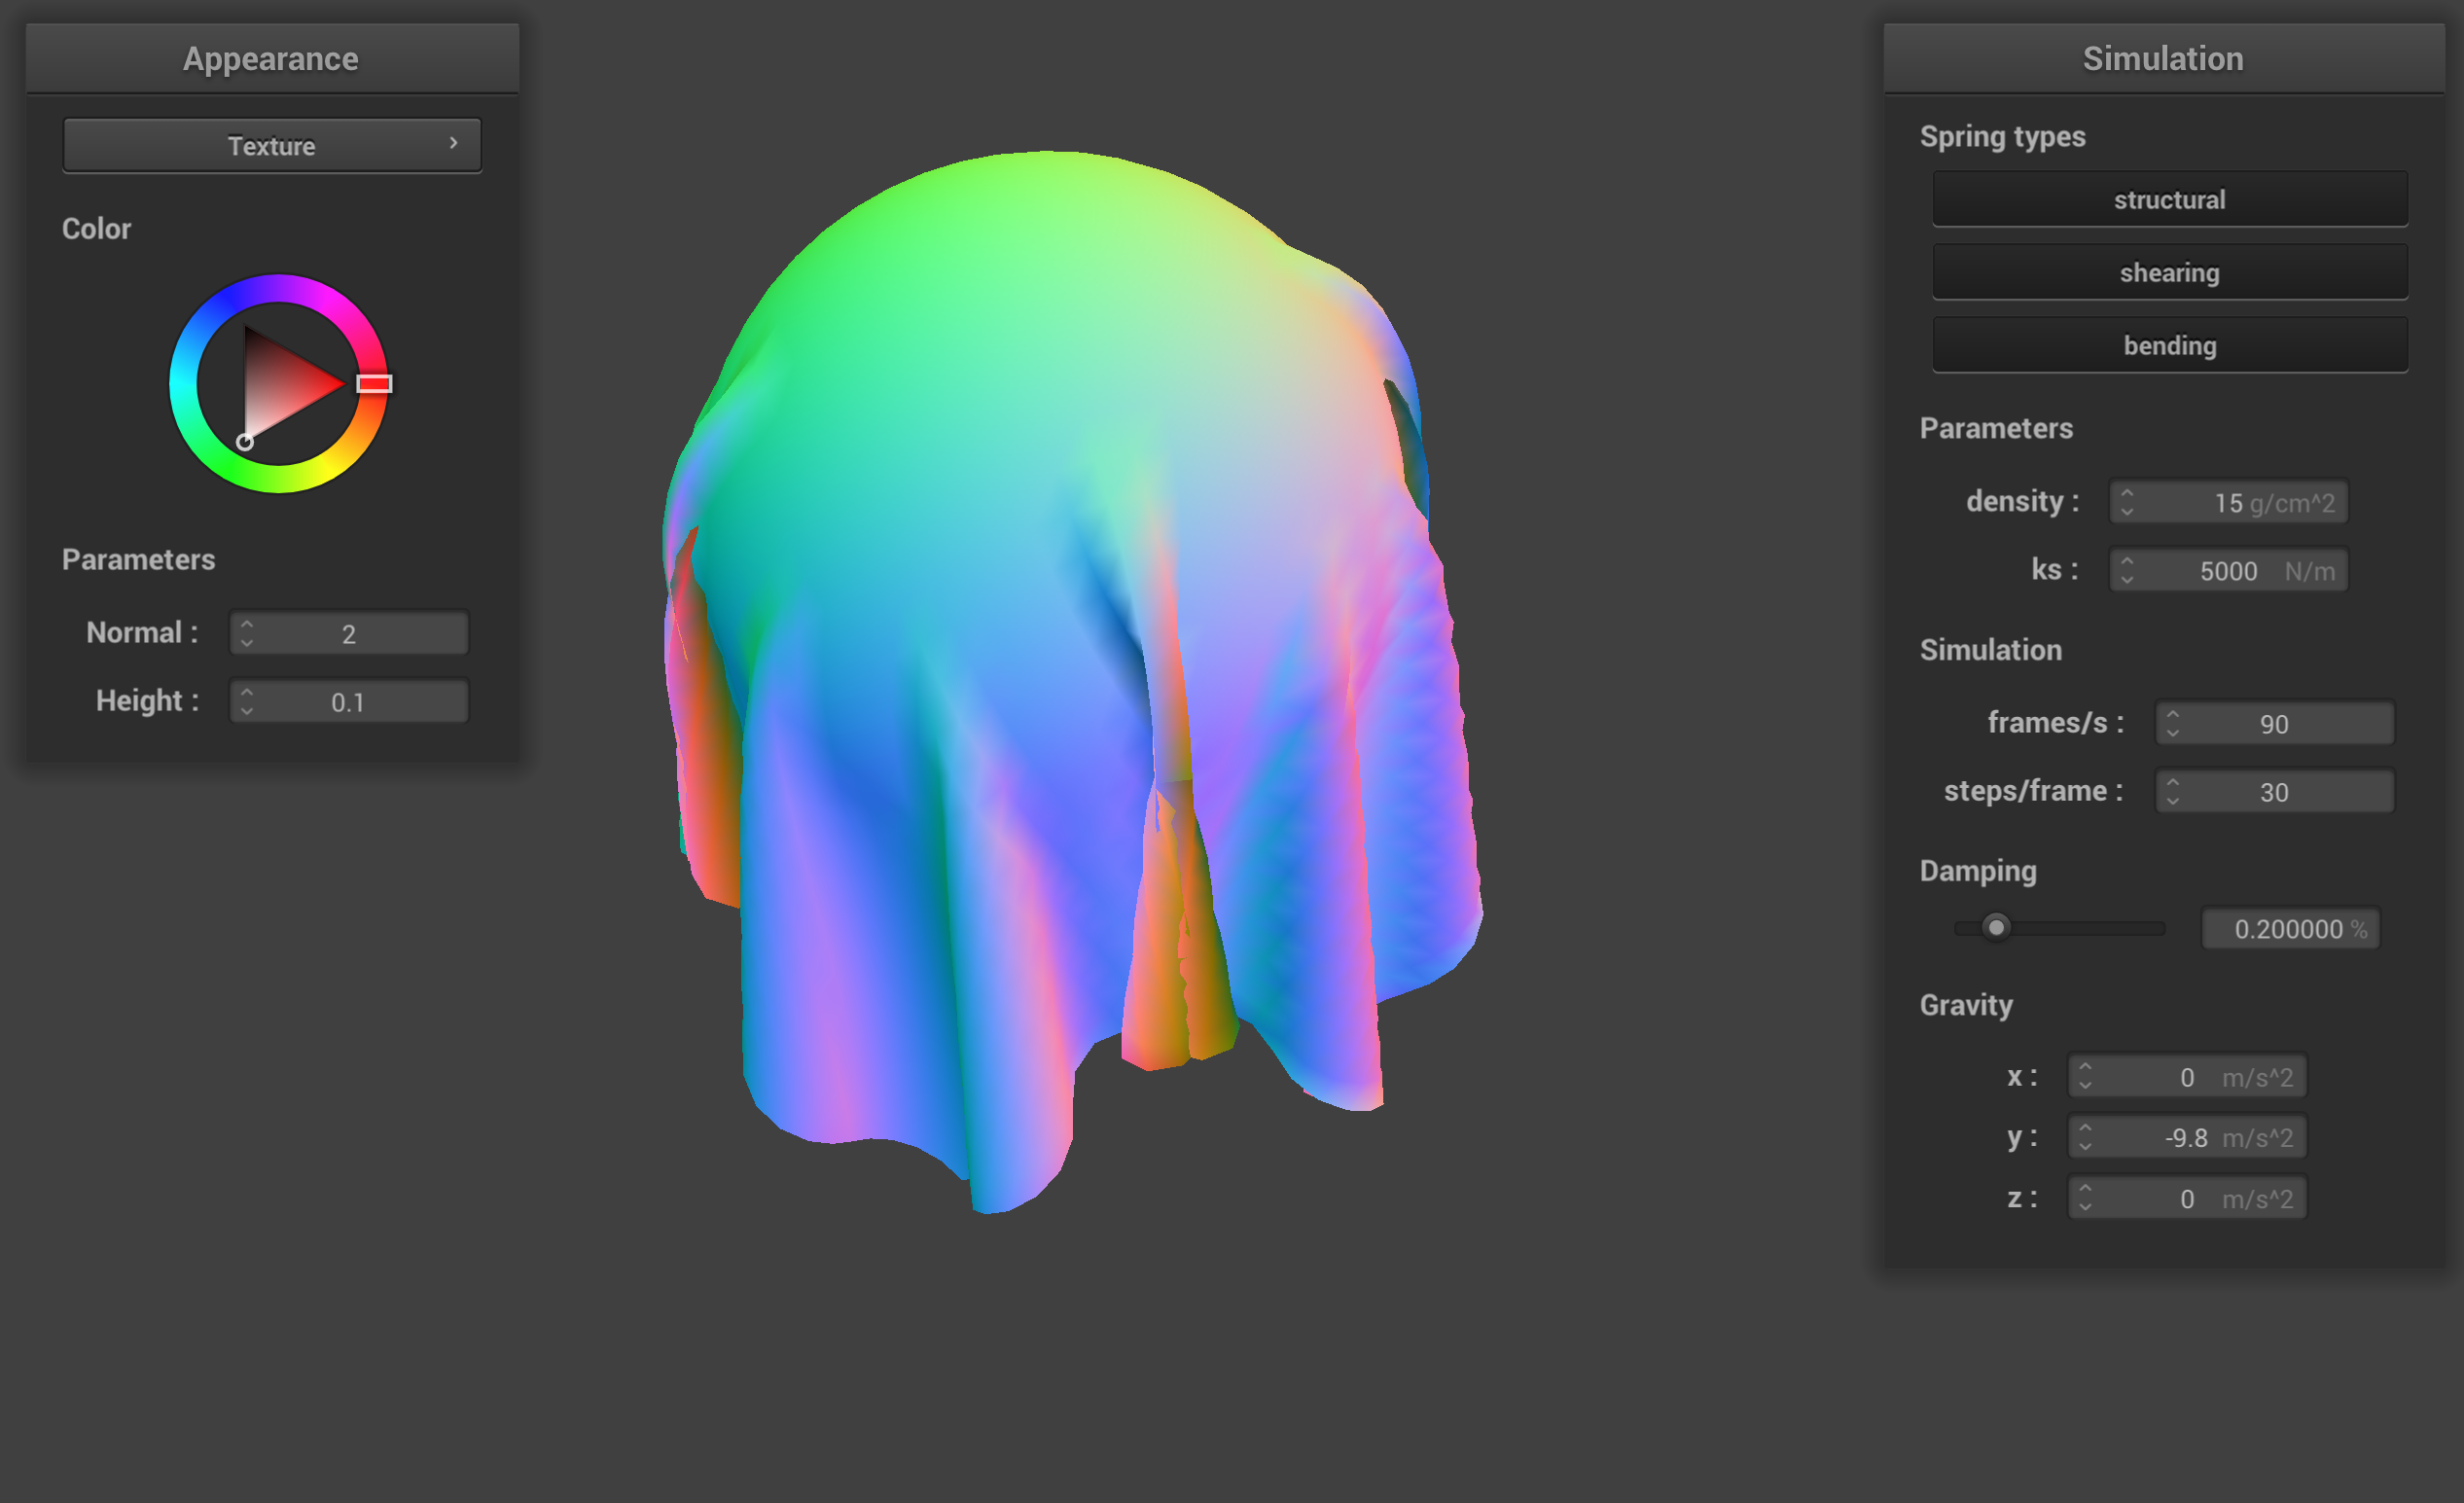 Appearance
Texture
Color
Parameters
Normal : 2
Height : 0.1
Simulation
Spring types
structural
shearing
bending
Parameters
density : 15 g/cm^2
ks : 5000 N/m
Simulation
frames/s : 90
steps/frame : 30
Damping
0.200000 %
Gravity
x : 0 m/s^2
y : -9.8 m/s^2
z : 0 m/s^2